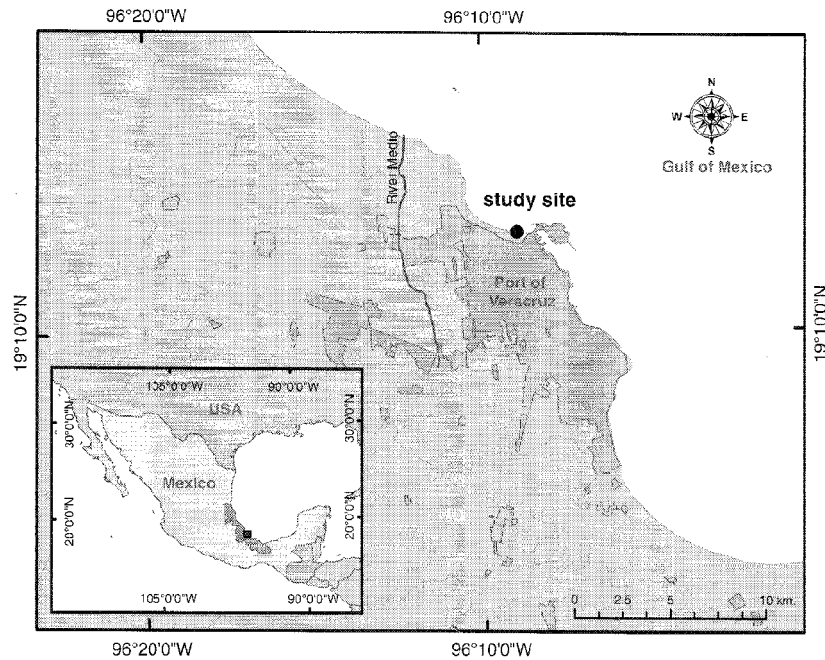 96°20'0"W
96°10'0"W
N
W
E
S
Gulf of Mexico
River Medio
study site
Port of
Veracruz
19°10'0"N
19°10'0"N
105°0'0"W
90°0'0"W
USA
30°0'0"N
30°0'0"N
Mexico
20°0'0"N
20°0'0"N
105°0'0"W
90°0'0"W
0
2.5
5
10 km.
96°20'0"W
96°10'0"W